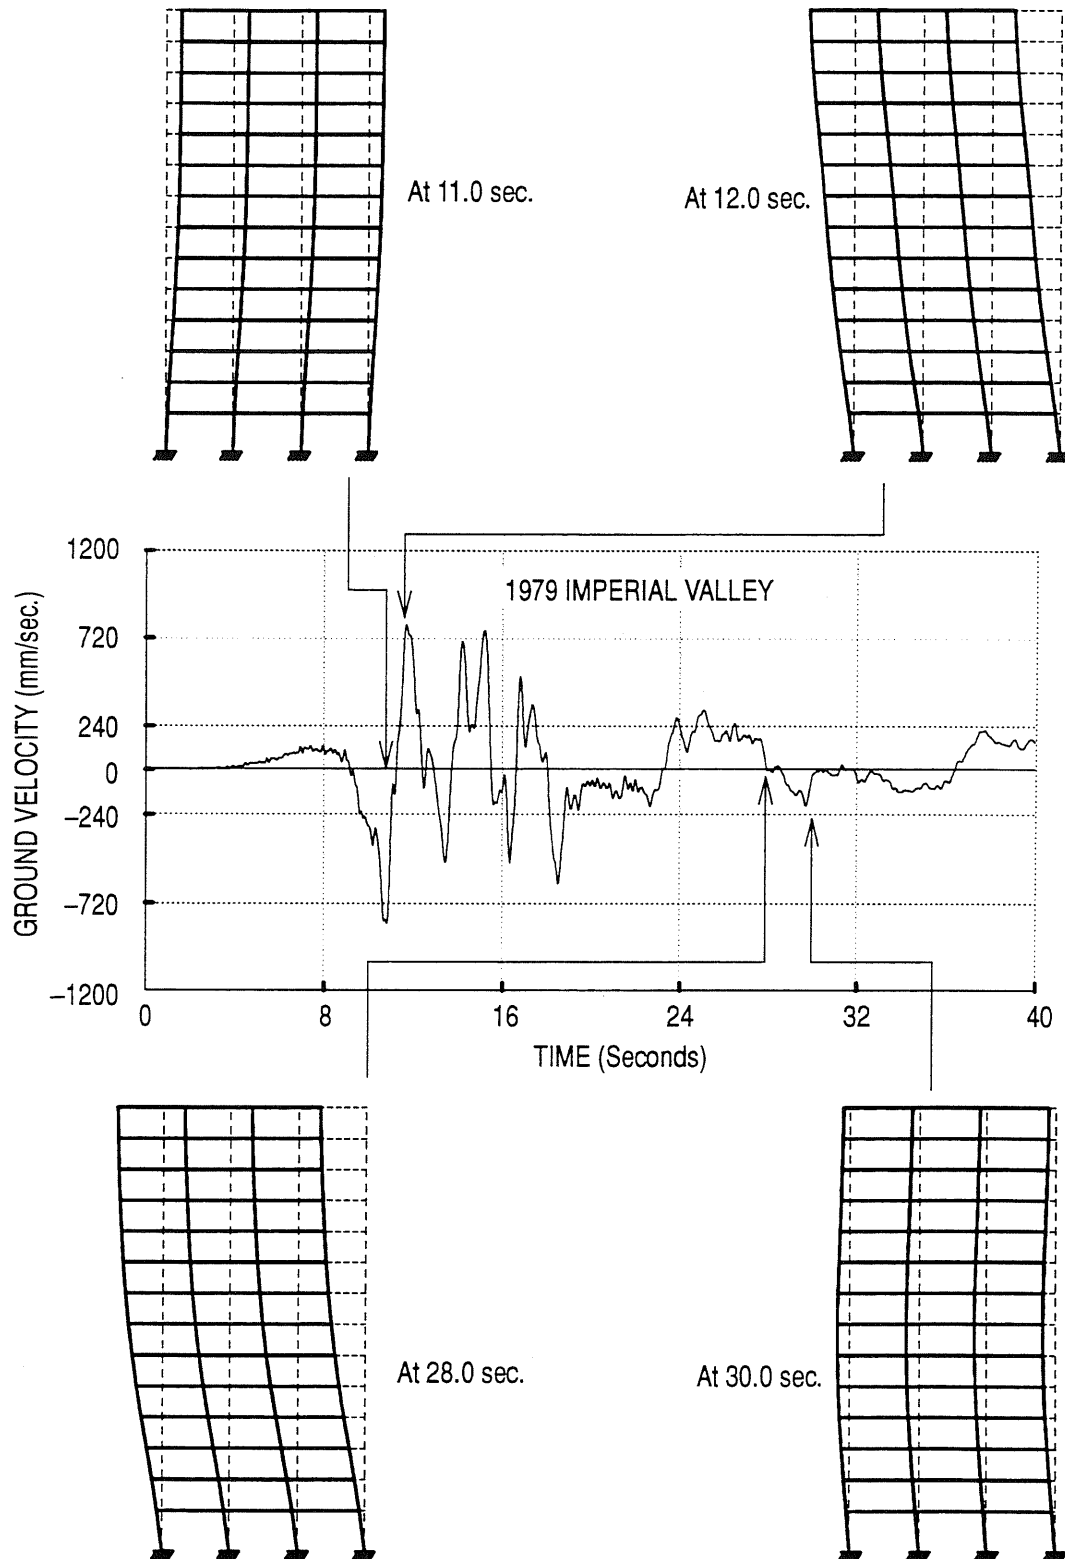 At 11.0 sec.
At 12.0 sec.
1200
720
240
0
−240
−720
−1200
GROUND VELOCITY (mm/sec.)
1979 IMPERIAL VALLEY
0
8
16
24
32
40
TIME (Seconds)
At 28.0 sec.
At 30.0 sec.